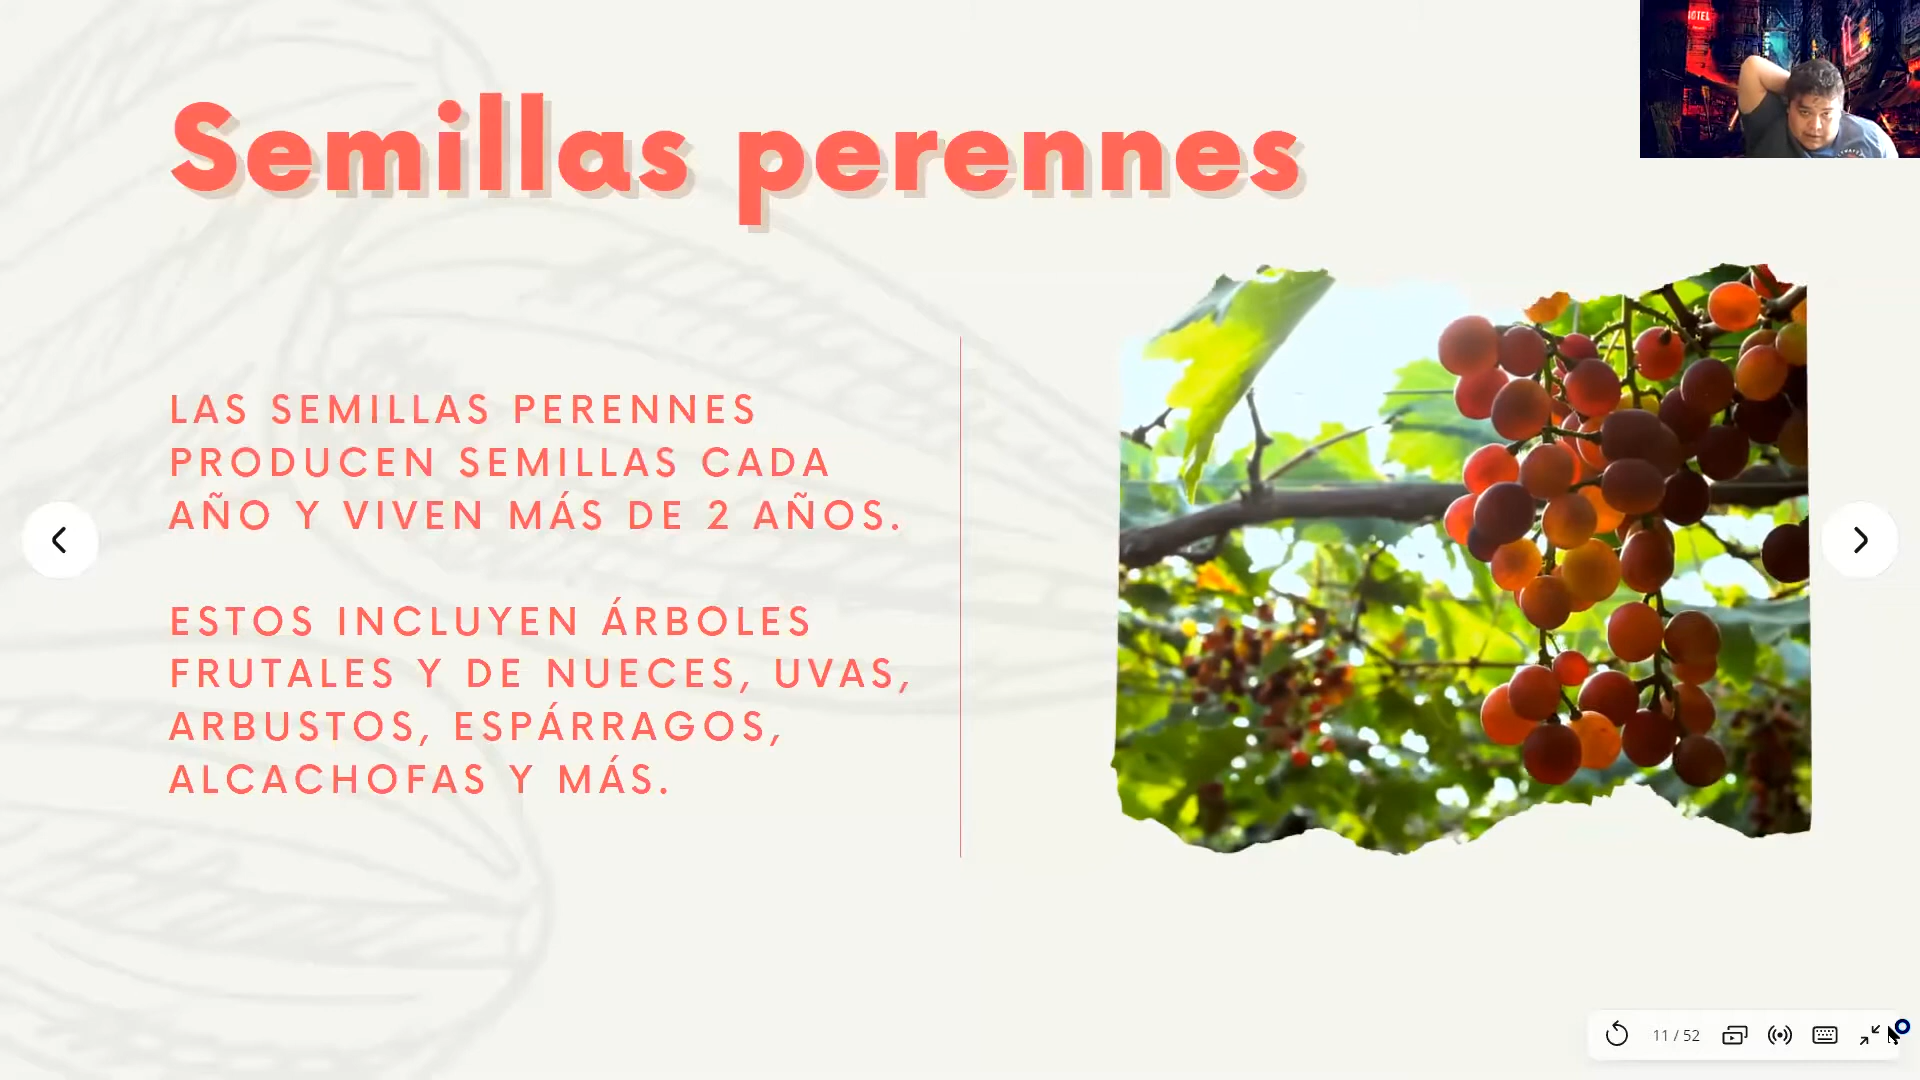 Semillas perennes
HOTEL
LAS SEMILLAS PERENNES
PRODUCEN SEMILLAS CADA
AÑO Y VIVEN MÁS DE 2 AÑOS.
ESTOS INCLUYEN ÁRBOLES
FRUTALES Y DE NUECES, UVAS,
ARBUSTOS, ESPÁRRAGOS,
ALCACHOFAS Y MÁS.
11 / 52